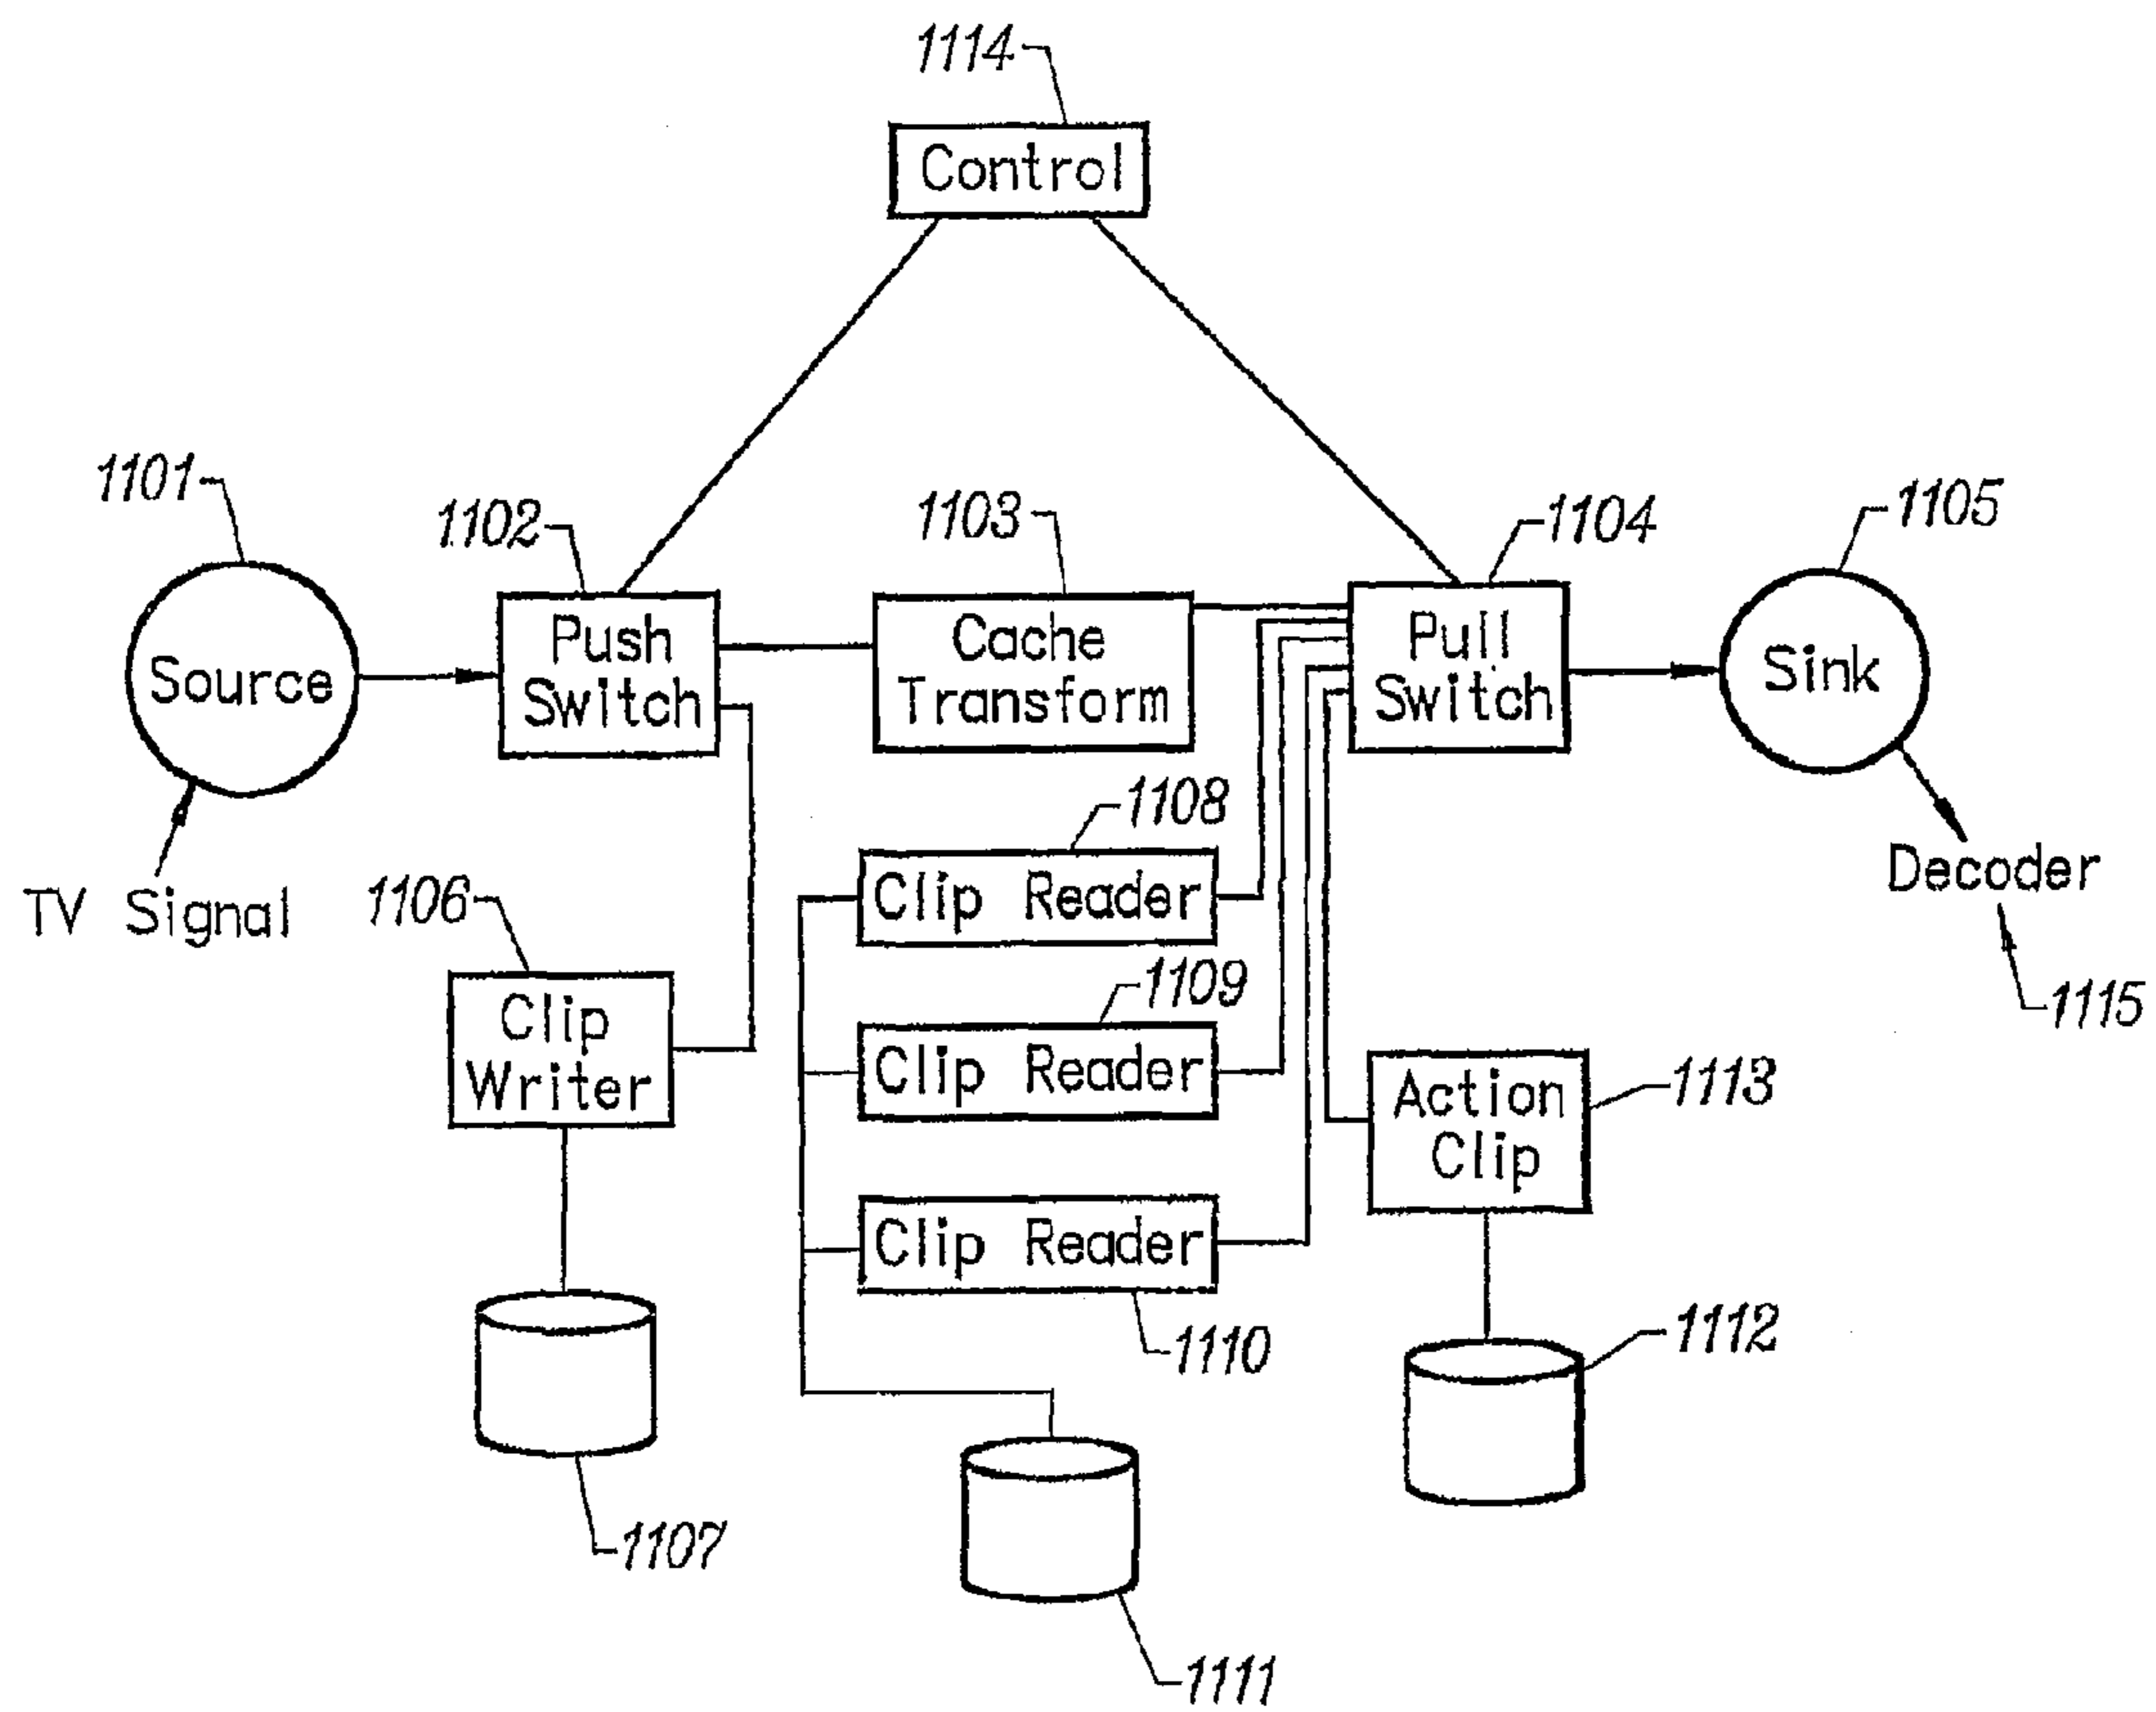 1114
Control
1101
1102
1103
1104
1105
Source
Push
Switch
Cache
Transform
Pull
Switch
Sink
TV Signal
1106
Clip
Writer
1107
1108
Clip Reader
1109
Clip Reader
Clip Reader
1110
1111
Decoder
1115
Action
Clip
1113
1112